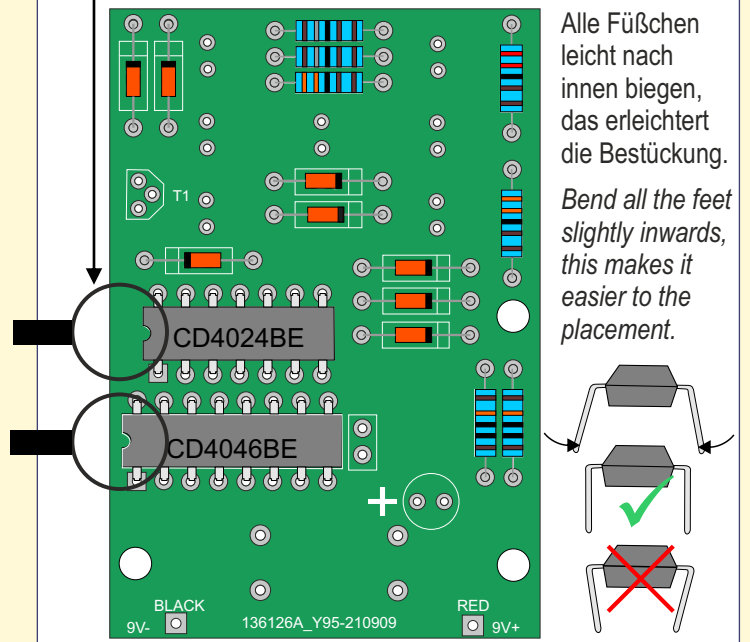 Alle Füßchen
leicht nach
innen biegen,
das erleichtert
die Bestückung.
Bend all the feet
slightly inwards,
this makes it
easier to the
placement.
T1
CD4024BE
CD4046BE
+
BLACK
9V-
136126A_Y95-210909
RED
9V+